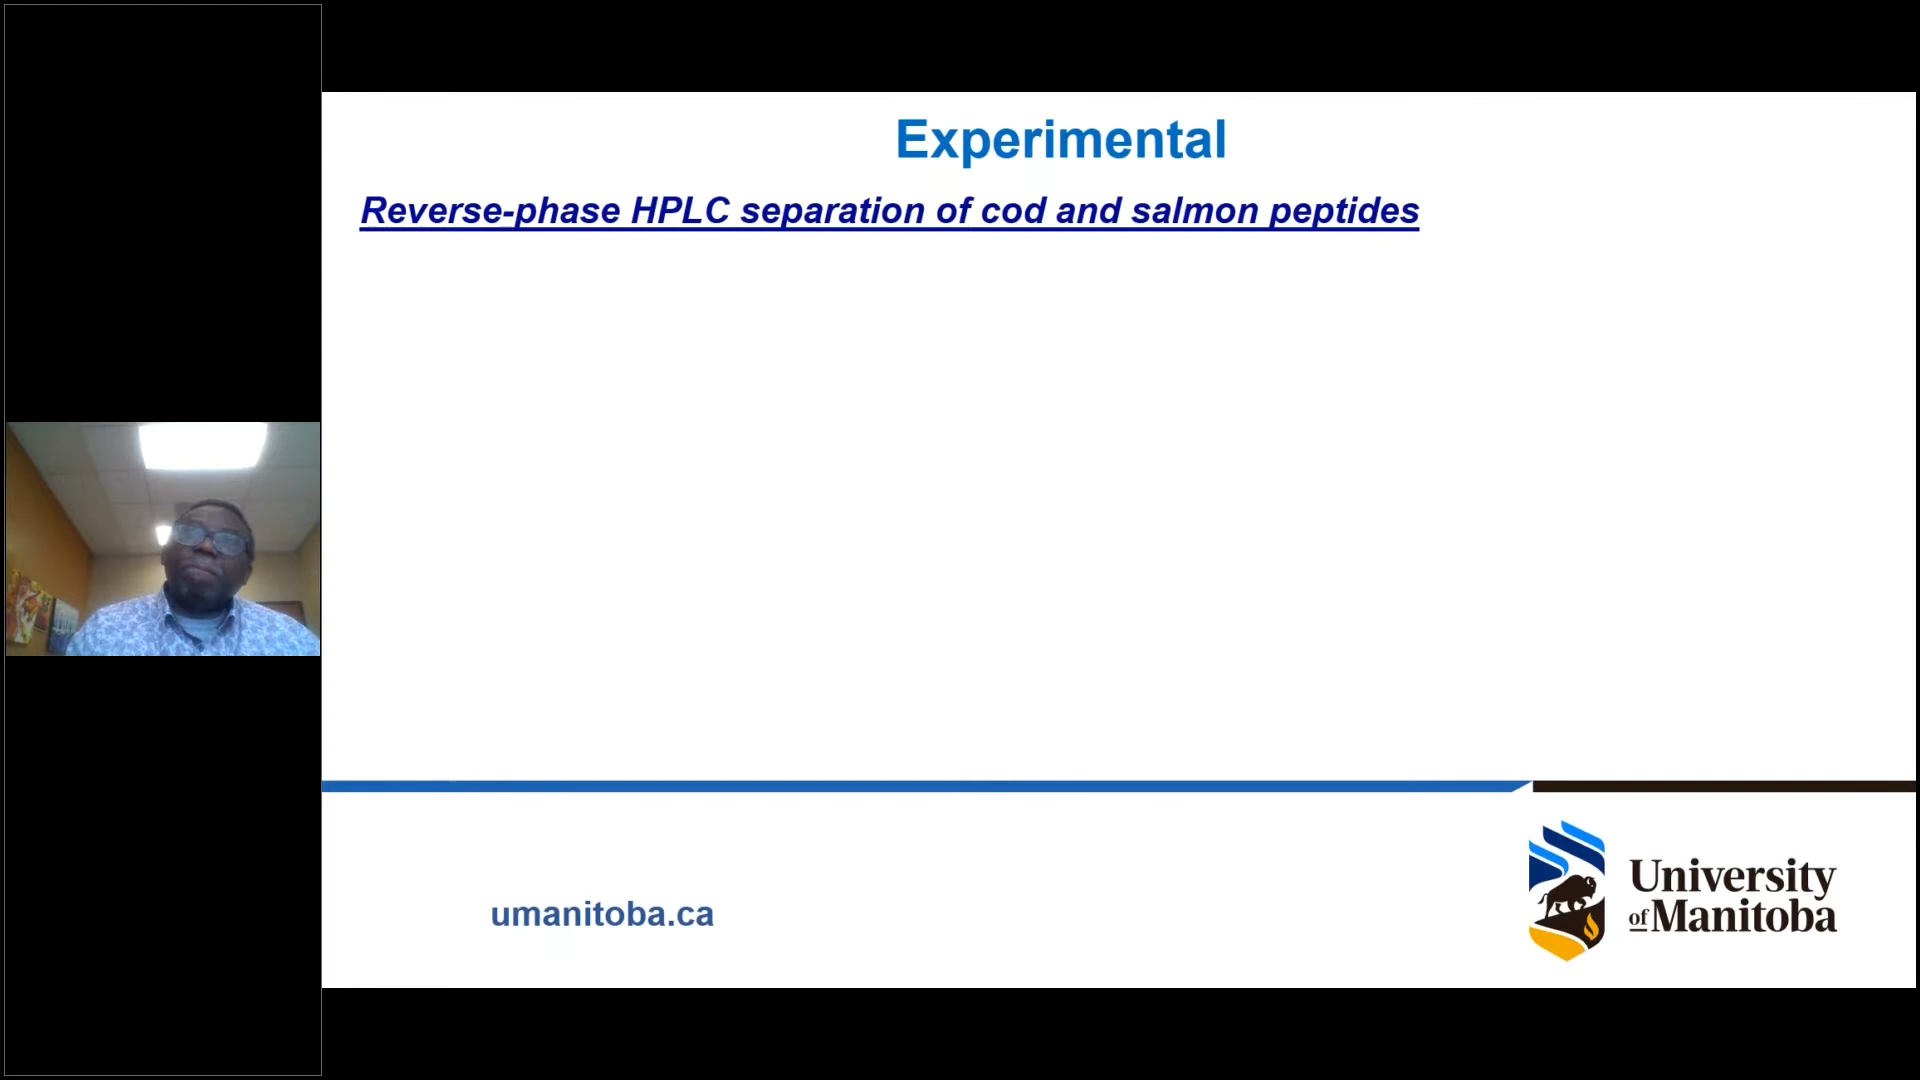 Experimental
Reverse-phase HPLC separation of cod and salmon peptides
umanitoba.ca
University
of Manitoba